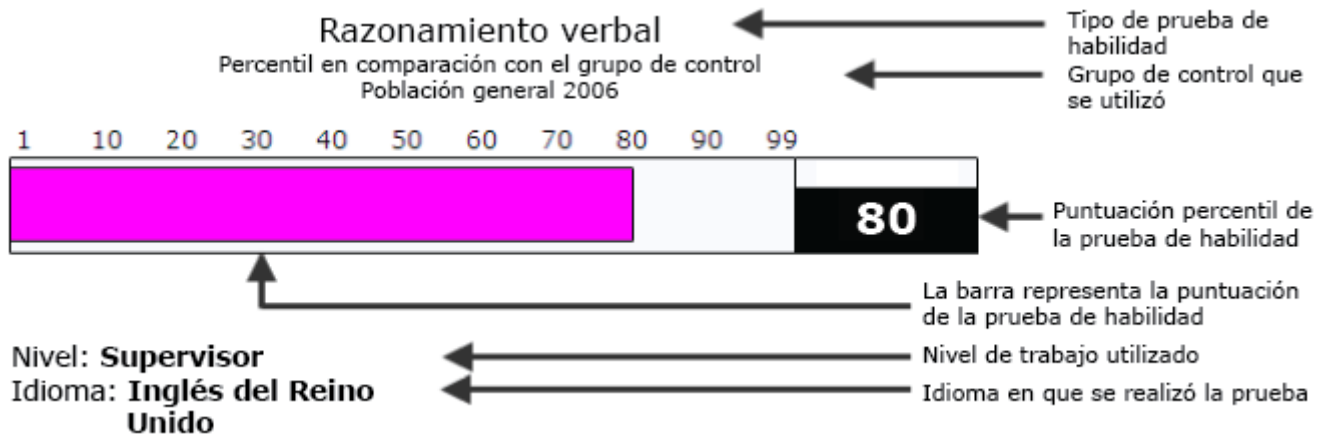 Razonamiento verbal
Percentil en comparación con el grupo de control
Población general 2006
Tipo de prueba de
habilidad
Grupo de control que
se utilizó
1 10 20 30 40 50 60 70 80 90 99
80
Puntuación percentil de
la prueba de habilidad
La barra representa la puntuación
de la prueba de habilidad
Nivel: Supervisor
Nivel de trabajo utilizado
Idioma: Inglés del Reino
Unido
Idioma en que se realizó la prueba